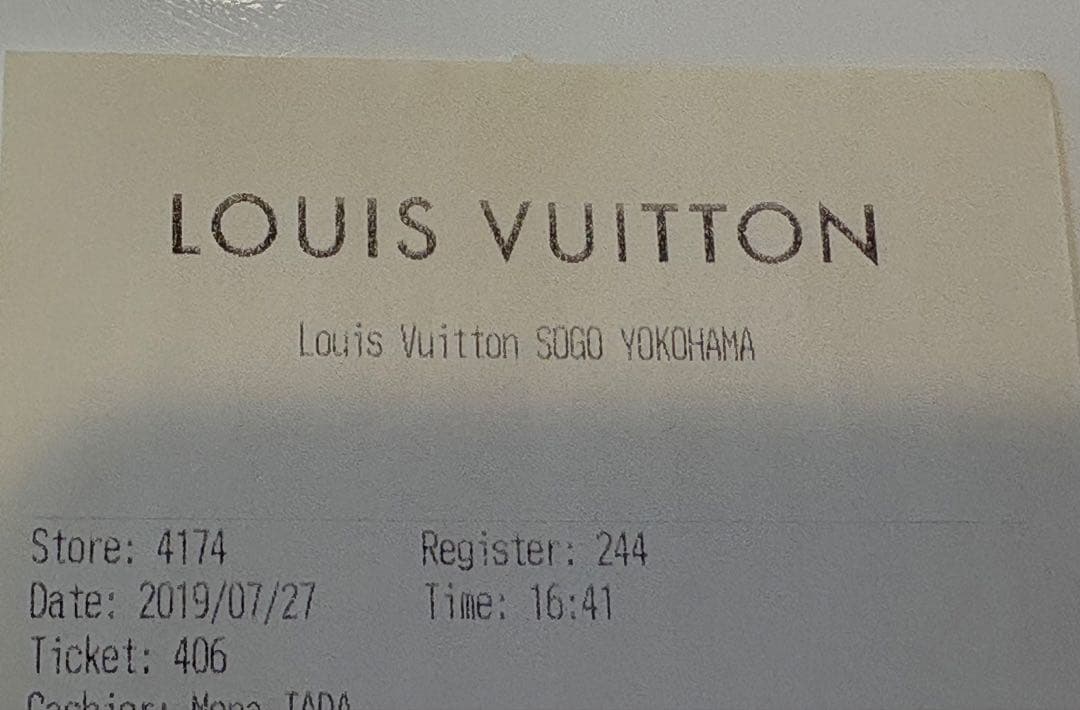 LOUIS VUITTON
Louis Vuitton SOGO YOKOHAMA
Store: 4174 Register: 244
Date: 2019/07/27 Time: 16:41
Ticket: 406
Cashier: